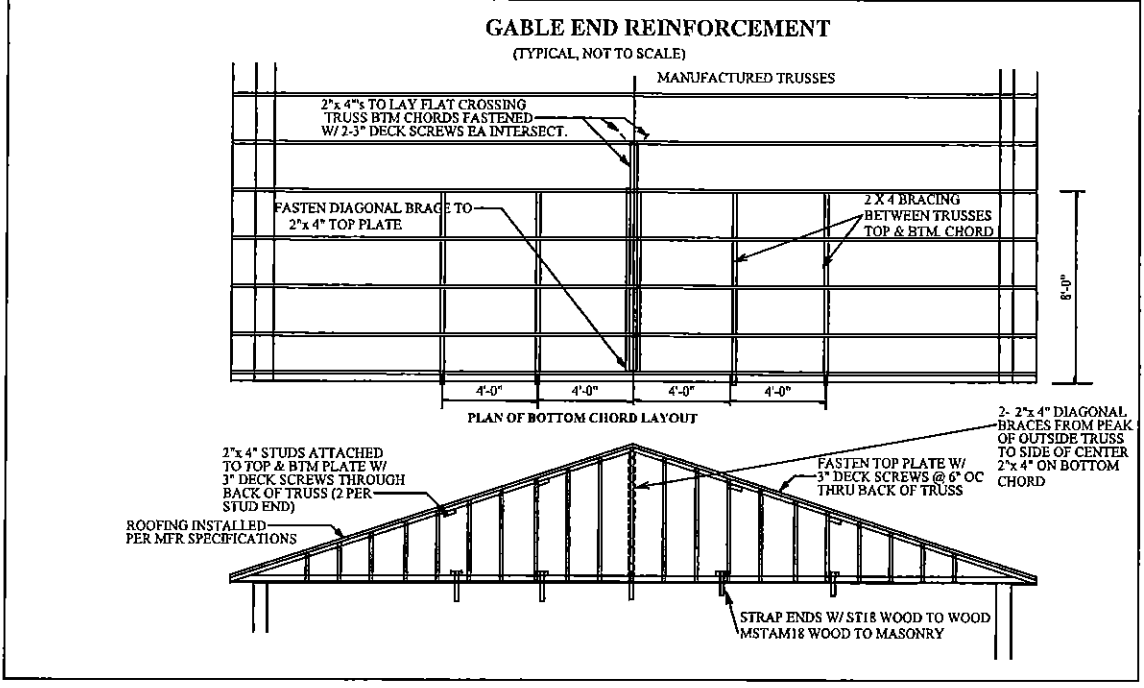 GABLE END REINFORCEMENT
(TYPICAL, NOT TO SCALE)
MANUFACTURED TRUSSES
2"x 4"'s TO LAY FLAT CROSSING
TRUSS BTM CHORDS FASTENED
W/ 2-3" DECK SCREWS EA INTERSECT.
FASTEN DIAGONAL BRACE TO
2"x 4" TOP PLATE
2 X 4 BRACING
BETWEEN TRUSSES
TOP & BTM. CHORD
8'-0"
4'-0" 4'-0" 4'-0" 4'-0"
PLAN OF BOTTOM CHORD LAYOUT
2- 2"x 4" DIAGONAL
BRACES FROM PEAK
OF OUTSIDE TRUSS
TO SIDE OF CENTER
2"x 4" ON BOTTOM
CHORD
2"x 4" STUDS ATTACHED
TO TOP & BTM PLATE W/
3" DECK SCREWS THROUGH
BACK OF TRUSS (2 PER
STUD END)
FASTEN TOP PLATE W/
3" DECK SCREWS @ 6" OC
THRU BACK OF TRUSS
ROOFING INSTALLED
PER MFR SPECIFICATIONS
STRAP ENDS W/ ST18 WOOD TO WOOD
MSTAM18 WOOD TO MASONRY